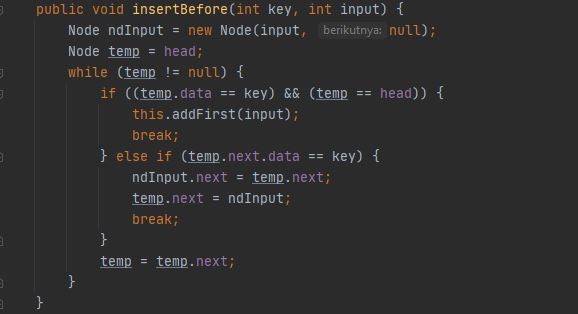 public void insertBefore(int key, int input) {
    Node ndInput = new Node(input, berikutnya: null);
    Node temp = head;
    while (temp != null) {
        if ((temp.data == key) && (temp == head)) {
            this.addFirst(input);
            break;
        } else if (temp.next.data == key) {
            ndInput.next = temp.next;
            temp.next = ndInput;
            break;
        }
        temp = temp.next;
    }
}